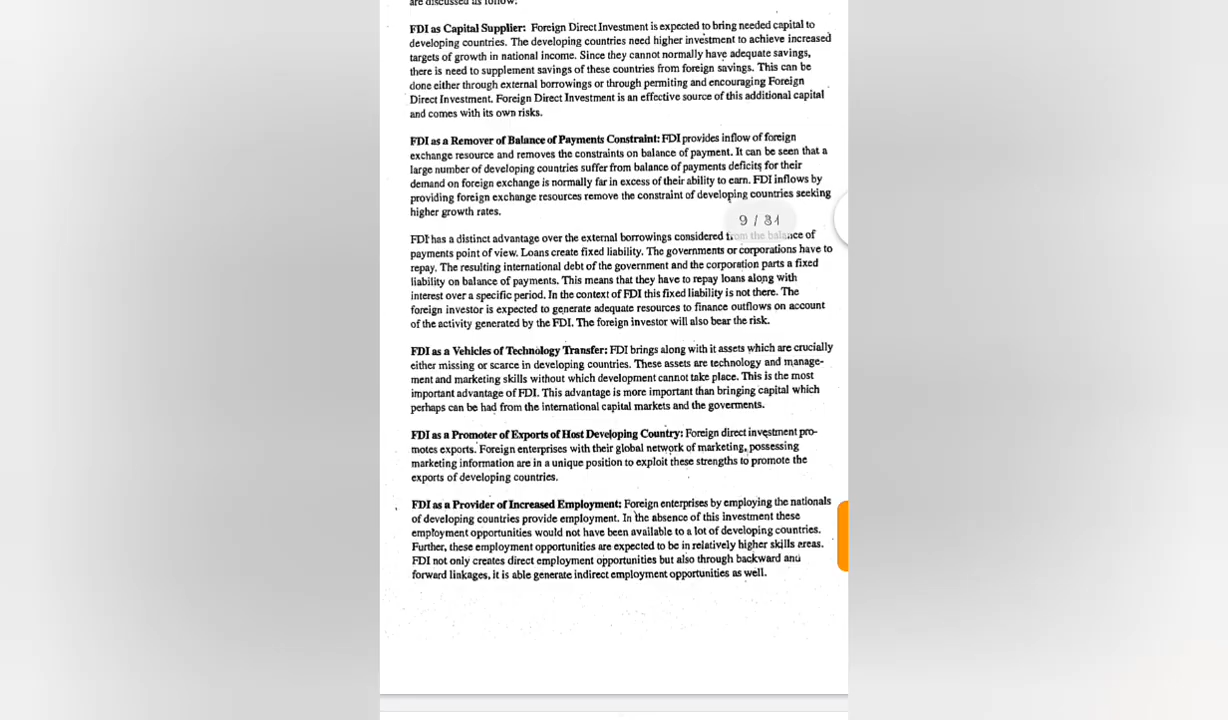 are discussed as follow:
FDI as Capital Supplier: Foreign Direct Investment is expected to bring needed capital to
developing countries. The developing countries need higher investment to achieve increased
targets of growth in national income. Since they cannot normally have adequate savings,
there is need to supplement savings of these countries from foreign savings. This can be
done either through external borrowings or through permiting and encouraging Foreign
Direct Investment. Foreign Direct Investment is an effective source of this additional capital
and comes with its own risks.
FDI as a Remover of Balance of Payments Constraint: FDI provides inflow of foreign
exchange resource and removes the constraints on balance of payment. It can be seen that a
large number of developing countries suffer from balance of payments deficits for their
demand on foreign exchange is normally far in excess of their ability to earn. FDI inflows by
providing foreign exchange resources remove the constraint of developing countries seeking
higher growth rates.
9 / 31
FDI has a distinct advantage over the external borrowings considered from the balance of
payments point of view. Loans create fixed liability. The governments or corporations have to
repay. The resulting international debt of the government and the corporation parts a fixed
liability on balance of payments. This means that they have to repay loans along with
interest over a specific period. In the context of FDI this fixed liability is not there. The
foreign investor is expected to generate adequate resources to finance outflows on account
of the activity generated by the FDI. The foreign investor will also bear the risk.
FDI as a Vehicles of Technology Transfer: FDI brings along with it assets which are crucially
either missing or scarce in developing countries. These assets are technology and manage-
ment and marketing skills without which development cannot take place. This is the most
important advantage of FDI. This advantage is more important than bringing capital which
perhaps can be had from the international capital markets and the goverments.
FDI as a Promoter of Exports of Host Developing Country: Foreign direct investment pro-
motes exports. Foreign enterprises with their global network of marketing, possessing
marketing information are in a unique position to exploit these strengths to promote the
exports of developing countries.
FDI as a Provider of Increased Employment: Foreign enterprises by employing the nationals
of developing countries provide employment. In the absence of this investment these
employment opportunities would not have been available to a lot of developing countries.
Further, these employment opportunities are expected to be in relatively higher skills areas.
FDI not only creates direct employment opportunities but also through backward and
forward linkages, it is able generate indirect employment opportunities as well.